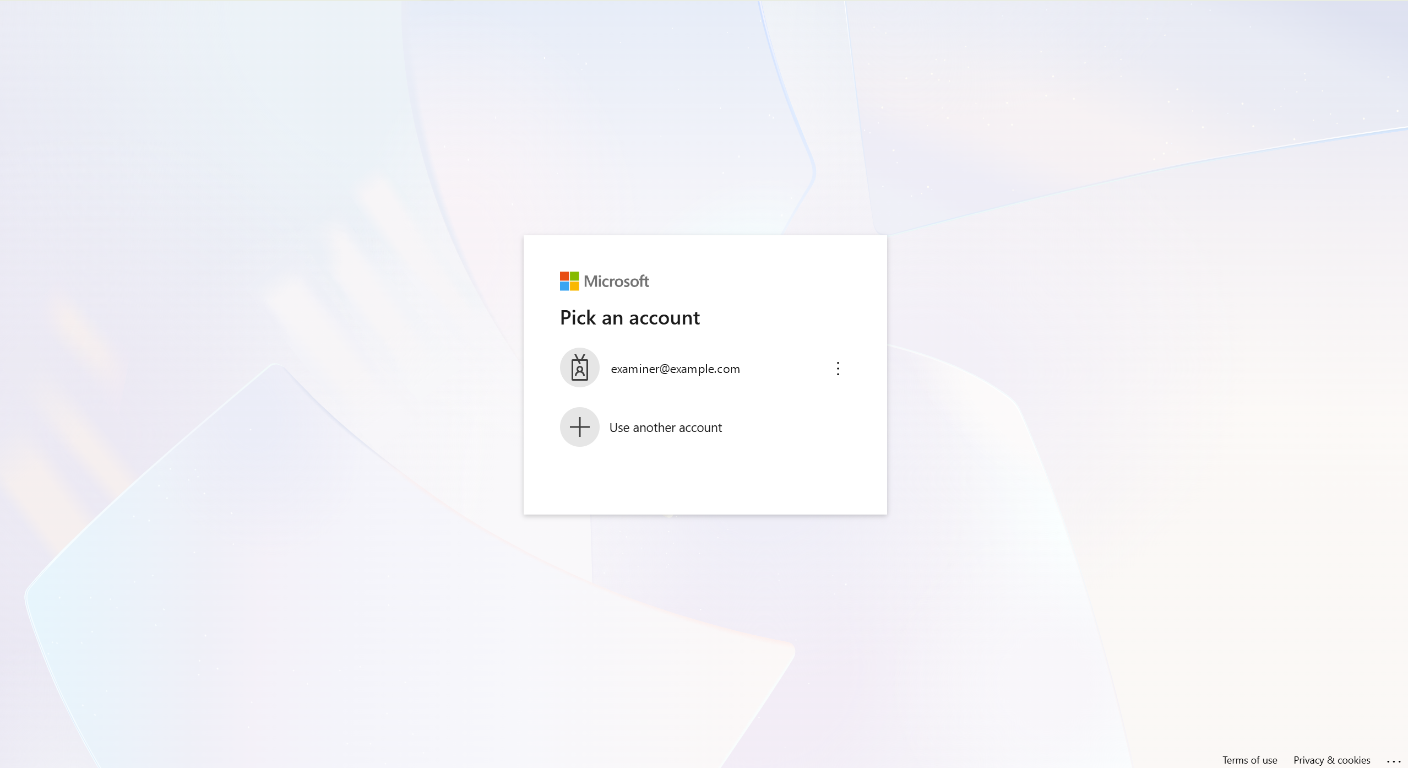 Microsoft
Pick an account
examiner@example.com
Use another account
Terms of use
Privacy & cookies
...